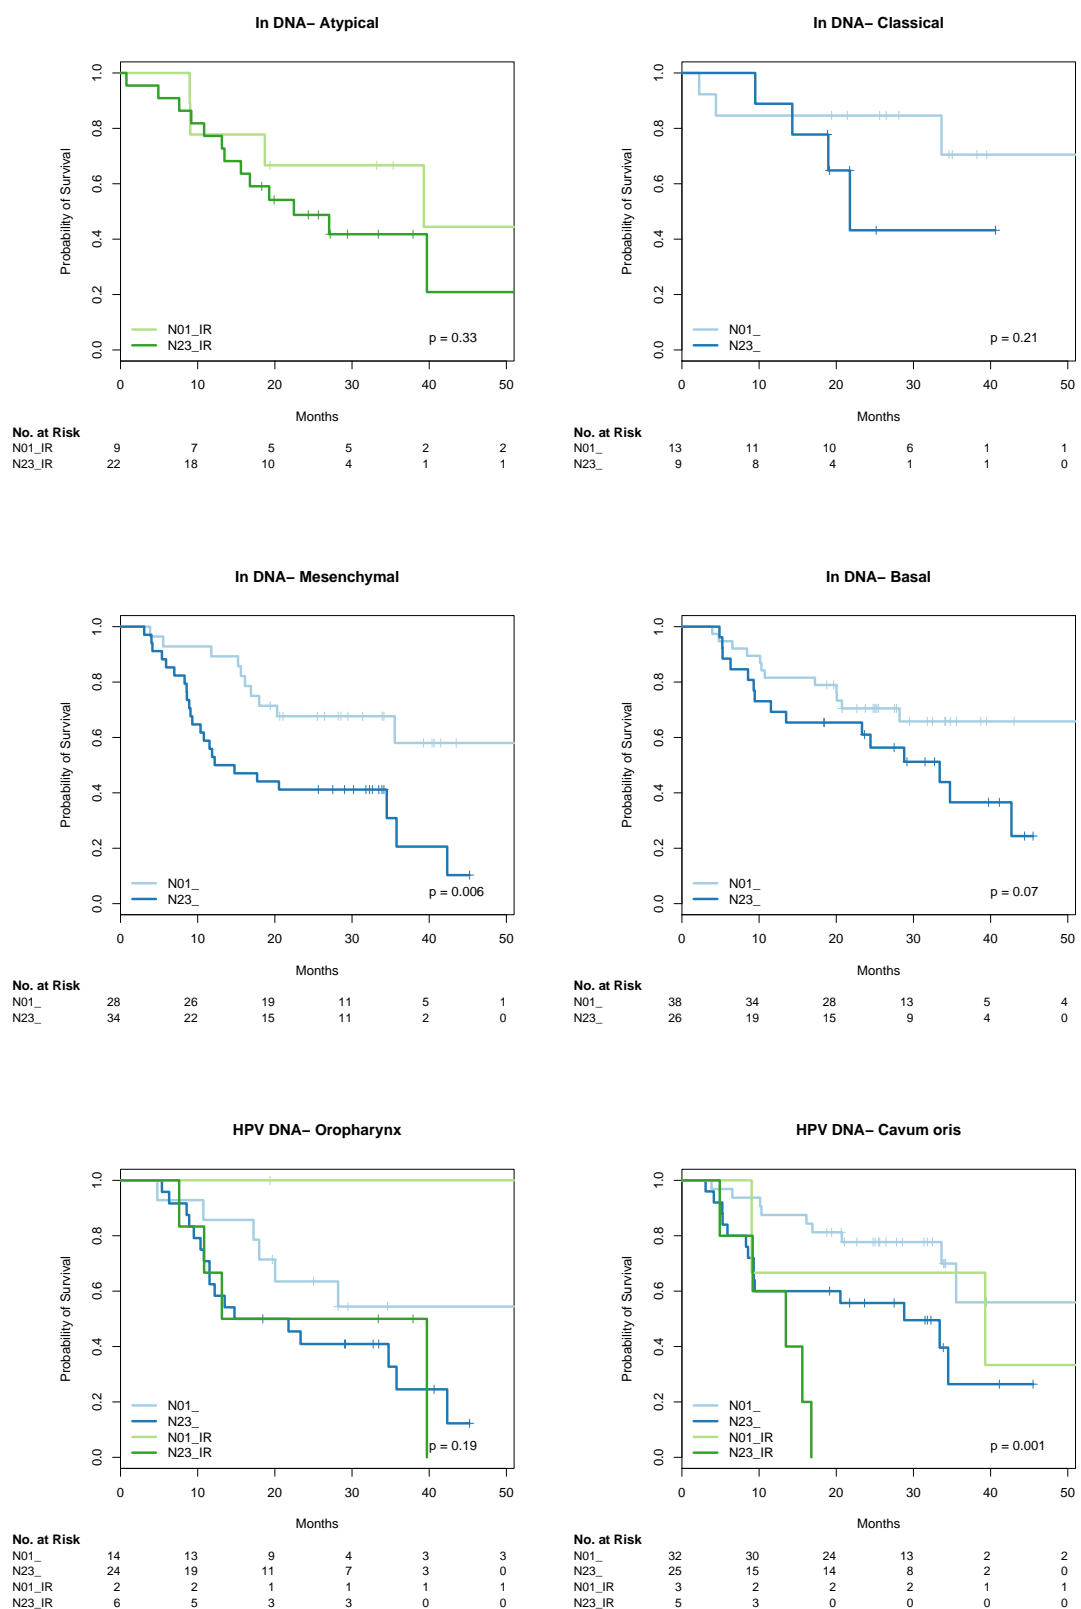 In DNA− Atypical
Probability of Survival
1.0
0.8
0.6
0.4
0.2
0.0
N01_IR
N23_IR
p = 0.33
0 10 20 30 40 50
Months
No. at Risk
N01_IR 9 7 5 5 2 2
N23_IR 22 18 10 4 1 1
In DNA− Classical
Probability of Survival
1.0
0.8
0.6
0.4
0.2
0.0
N01_
N23_
p = 0.21
0 10 20 30 40 50
Months
No. at Risk
N01_ 13 11 10 6 1 1
N23_ 9 8 4 1 1 0
In DNA− Mesenchymal
Probability of Survival
1.0
0.8
0.6
0.4
0.2
0.0
N01_
N23_
p = 0.006
0 10 20 30 40 50
Months
No. at Risk
N01_ 28 26 19 11 5 1
N23_ 34 22 15 11 2 0
In DNA− Basal
Probability of Survival
1.0
0.8
0.6
0.4
0.2
0.0
N01_
N23_
p = 0.07
0 10 20 30 40 50
Months
No. at Risk
N01_ 38 34 28 13 5 4
N23_ 26 19 15 9 4 0
HPV DNA− Oropharynx
Probability of Survival
1.0
0.8
0.6
0.4
0.2
0.0
N01_
N23_
N01_IR
N23_IR
p = 0.19
0 10 20 30 40 50
Months
No. at Risk
N01_ 14 13 9 4 3 3
N23_ 24 19 11 7 3 0
N01_IR 2 2 1 1 1 1
N23_IR 6 5 3 3 0 0
HPV DNA− Cavum oris
Probability of Survival
1.0
0.8
0.6
0.4
0.2
0.0
N01_
N23_
N01_IR
N23_IR
p = 0.001
0 10 20 30 40 50
Months
No. at Risk
N01_ 32 30 24 13 2 2
N23_ 25 15 14 8 2 0
N01_IR 3 2 2 2 1 1
N23_IR 5 3 0 0 0 0